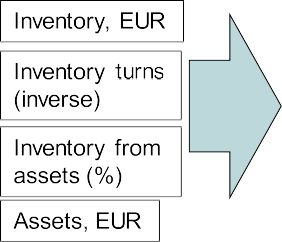 Inventory, EUR
Inventory turns
(inverse)
Inventory from
assets (%)
Assets, EUR